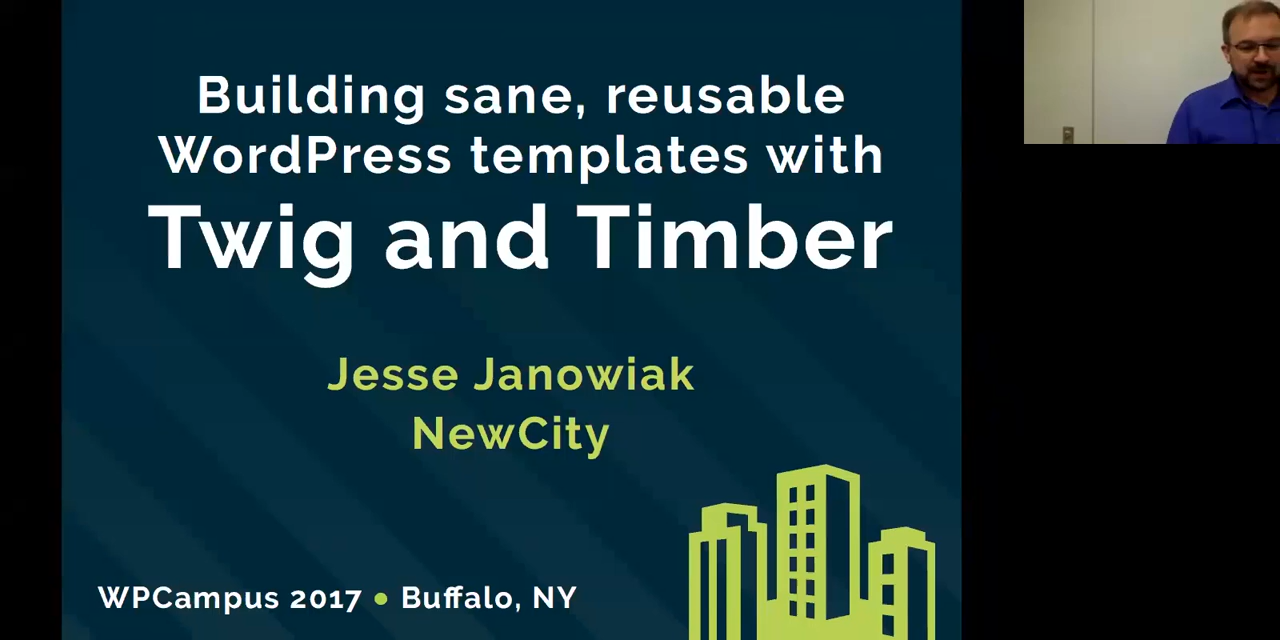 Building sane, reusable
WordPress templates with
Twig and Timber
Jesse Janowiak
NewCity
WPCampus 2017 • Buffalo, NY